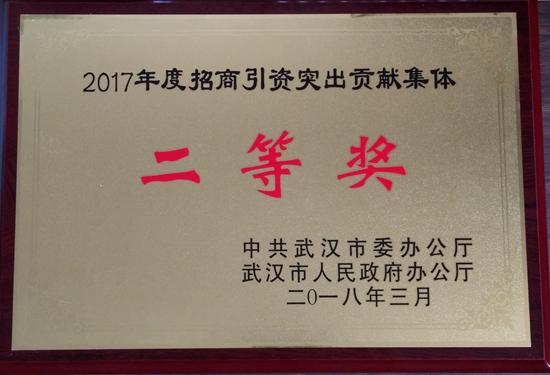 2017年度招商引资突出贡献集体
二等奖
中共武汉市委办公厅
武汉市人民政府办公厅
二〇一八年三月